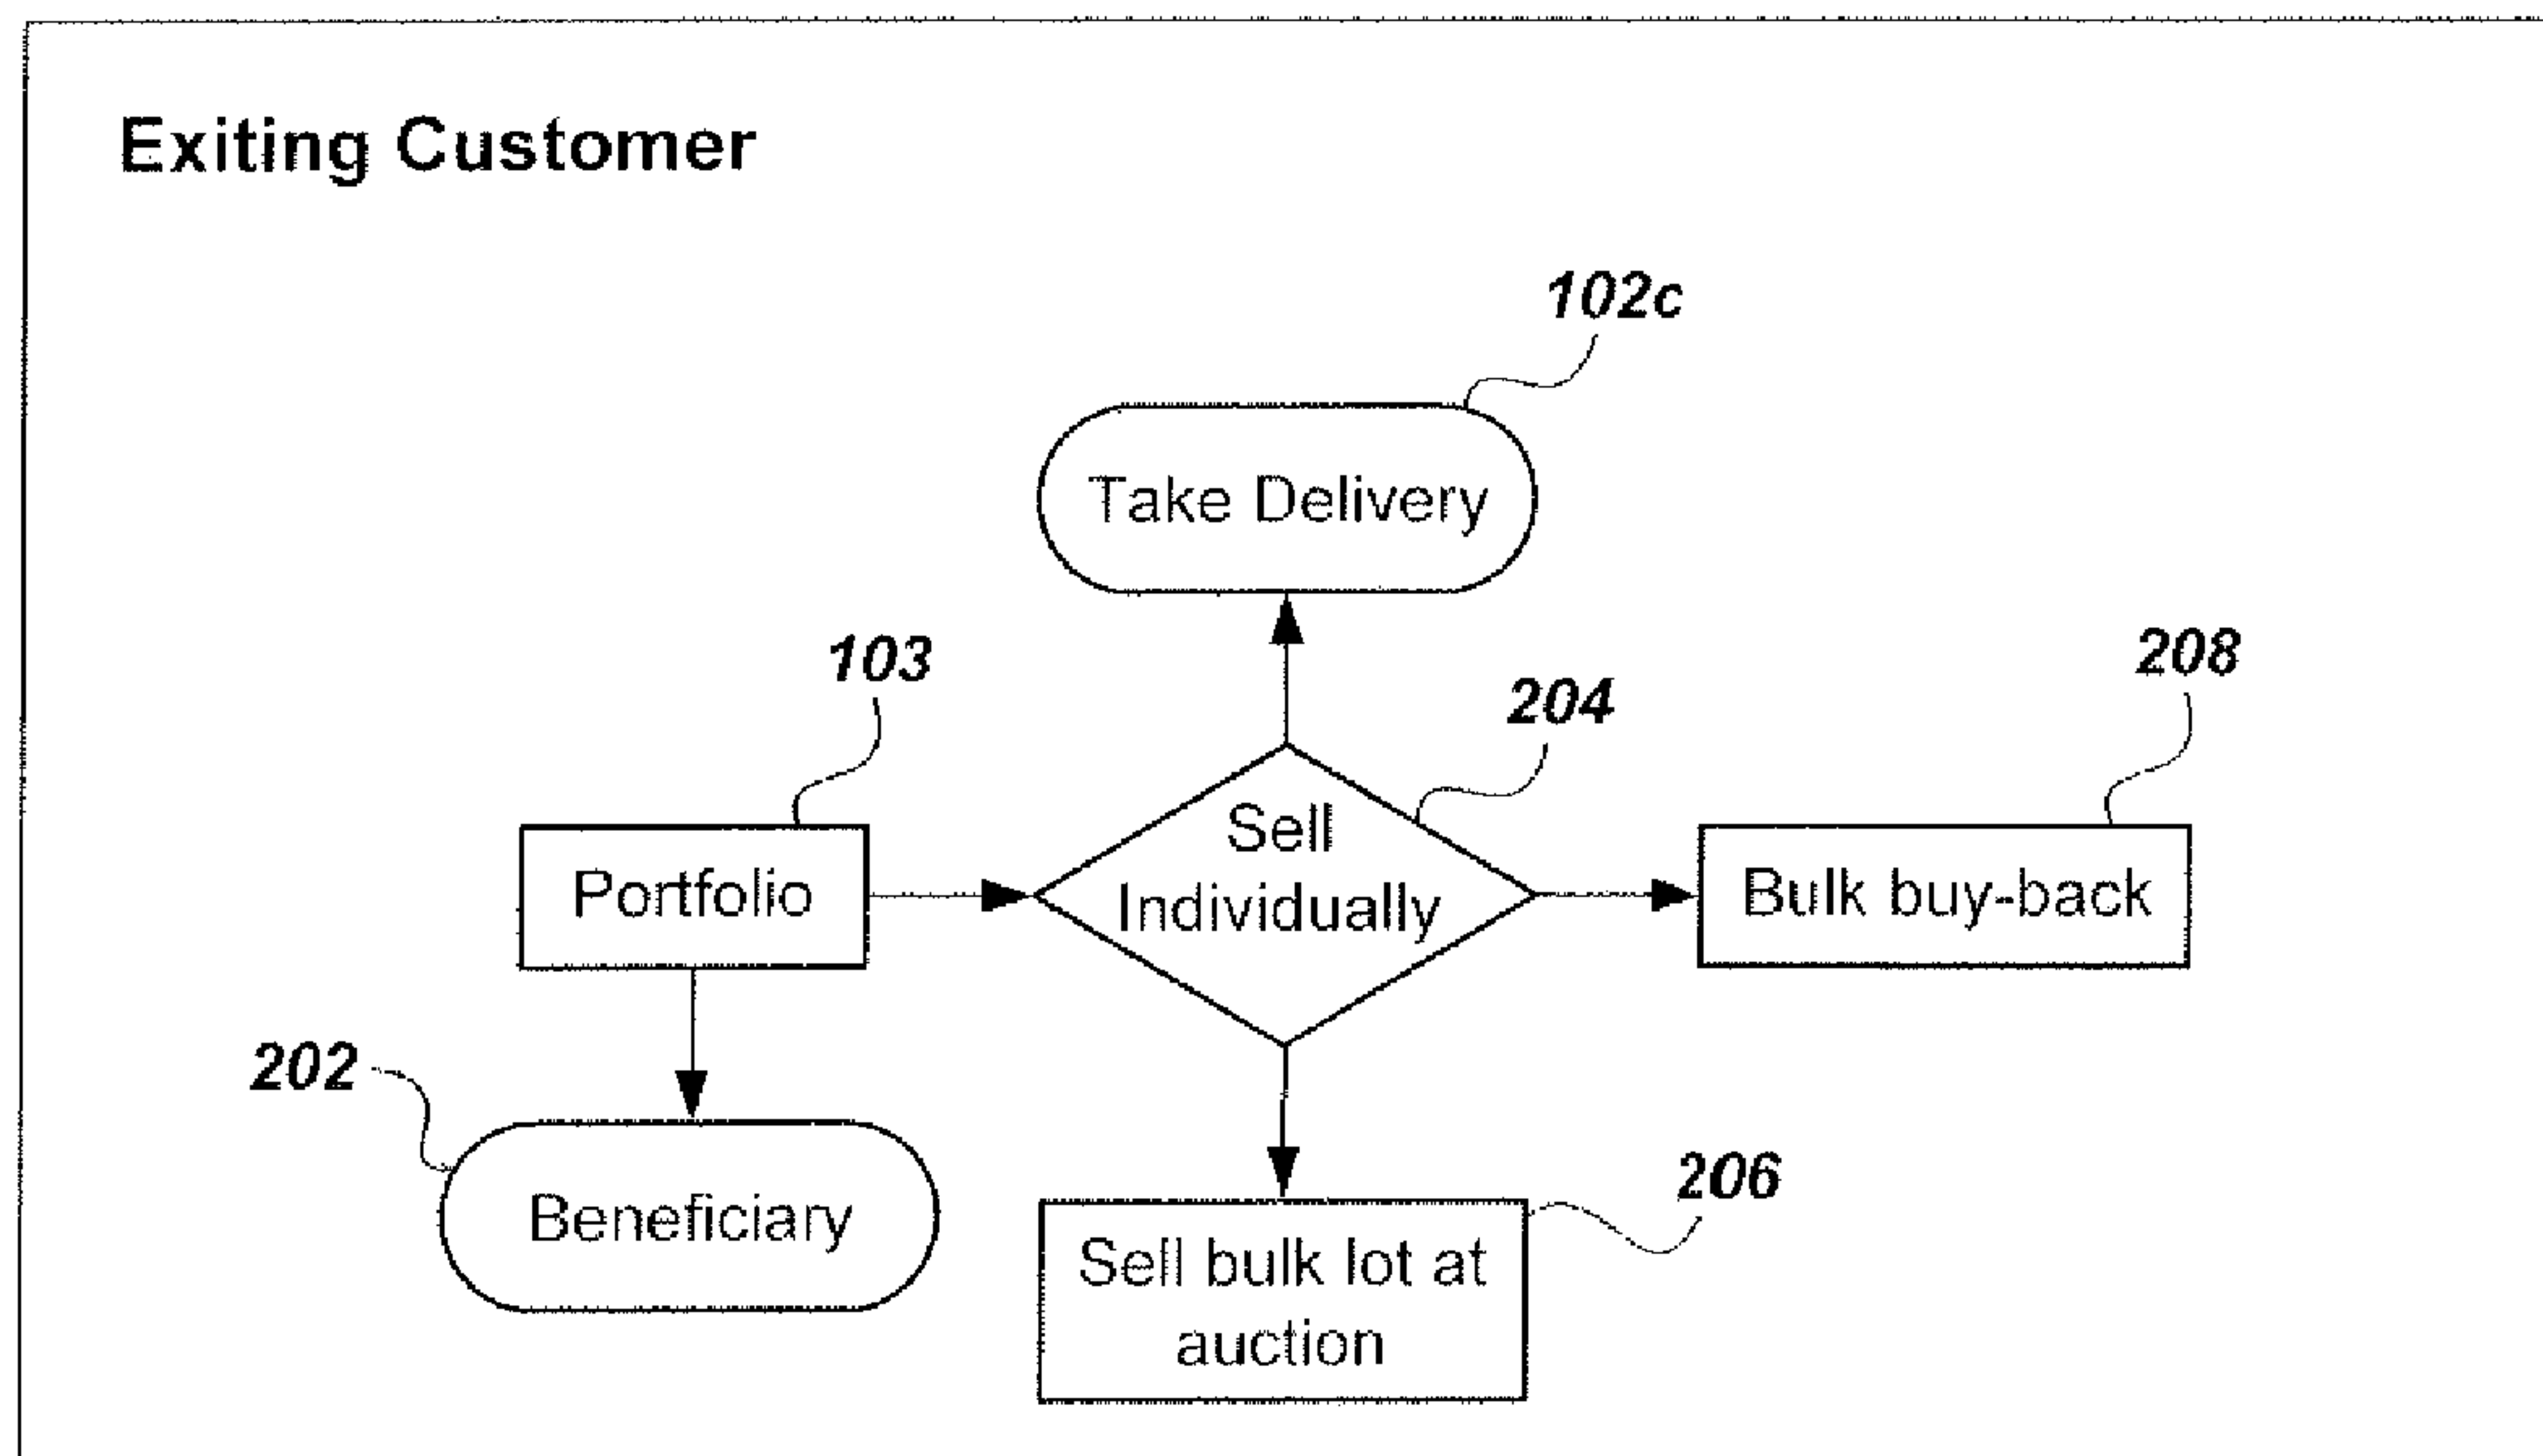 Exiting Customer
102c
Take Delivery
103
208
204
Sell
Individually
Portfolio
Bulk buy-back
202
Beneficiary
206
Sell bulk lot at
auction